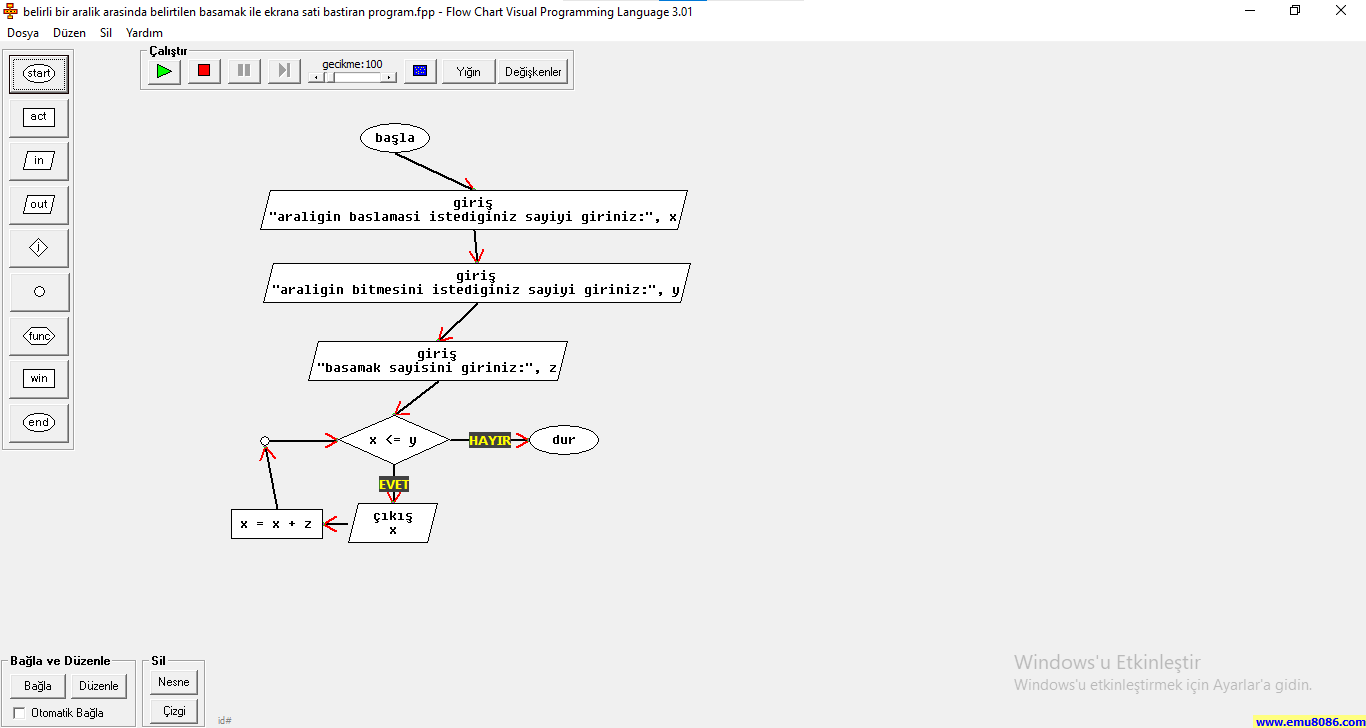 belirli bir aralik arasinda belirtilen basamak ile ekrana sati bastiran program.fpp - Flow Chart Visual Programming Language 3.01
Dosya Düzen Sil Yardım
Çalıştır
gecikme:100
Yığın
Değişkenler
start
act
in
out
j
func
win
end
başla
giriş
"araligin baslamasi istediginiz sayiyi giriniz:", x
giriş
"araligin bitmesini istediginiz sayiyi giriniz:", y
giriş
"basamak sayisini giriniz:", z
x <= y
HAYIR
dur
EVET
çıkış
x
x = x + z
Bağla ve Düzenle
Bağla
Düzenle
Otomatik Bağla
Sil
Nesne
Çizgi
id#
Windows'u Etkinleştir
Windows'u etkinleştirmek için Ayarlar'a gidin.
www.emu8086.com